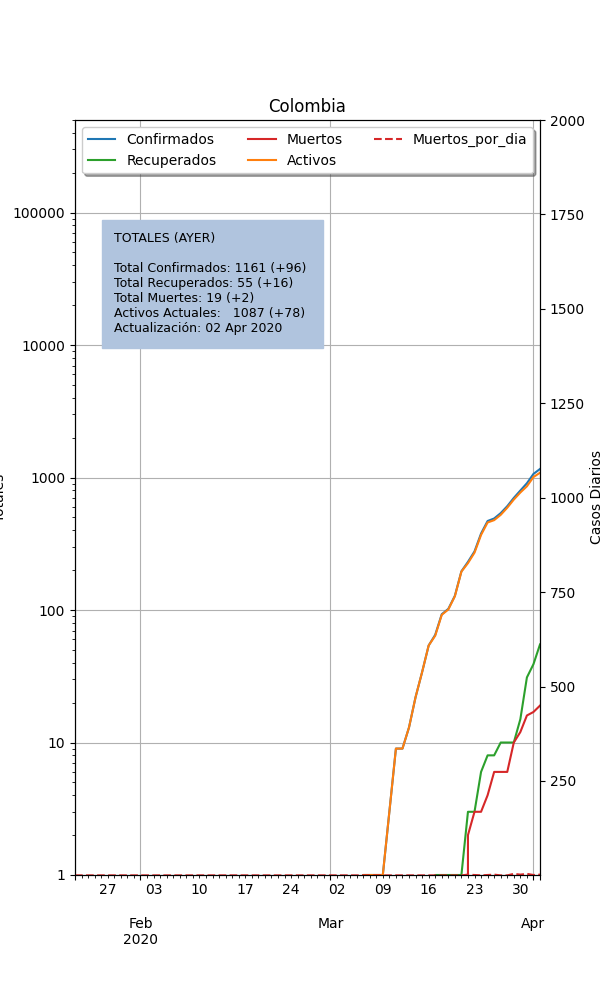 Colombia
Confirmados
Recuperados
Muertos
Activos
Muertos_por_dia
TOTALES (AYER)
Total Confirmados: 1161 (+96)
Total Recuperados: 55 (+16)
Total Muertes: 19 (+2)
Activos Actuales:   1087 (+78)
Actualización: 02 Apr 2020
100000
10000
1000
100
10
1
2000
1750
1500
1250
1000
750
500
250
Casos Diarios
27 03 10 17 24 02 09 16 23 30
Feb Mar Apr
2020